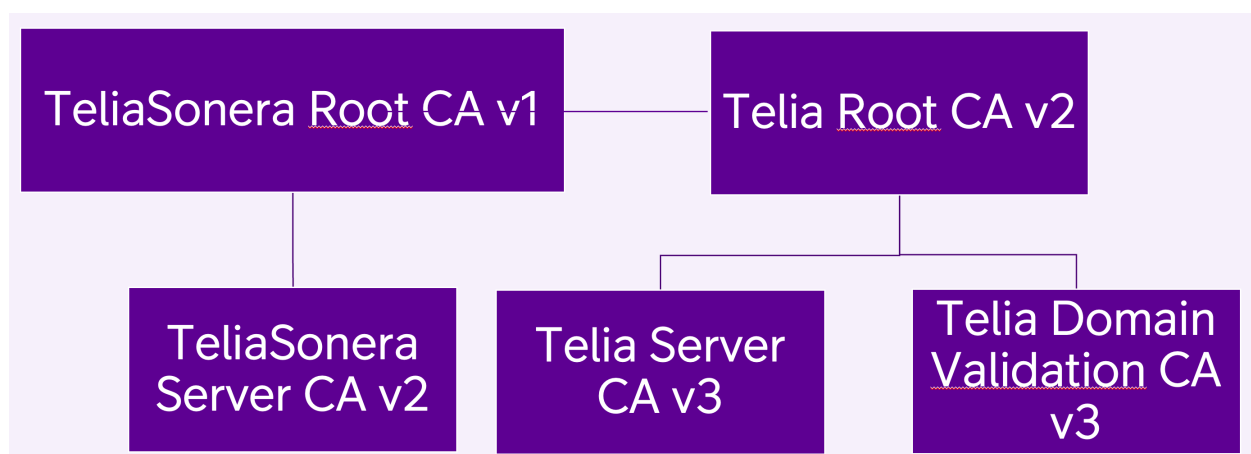 TeliaSonera Root CA v1
Telia Root CA v2
TeliaSonera
Server CA v2
Telia Server
CA v3
Telia Domain
Validation CA
v3